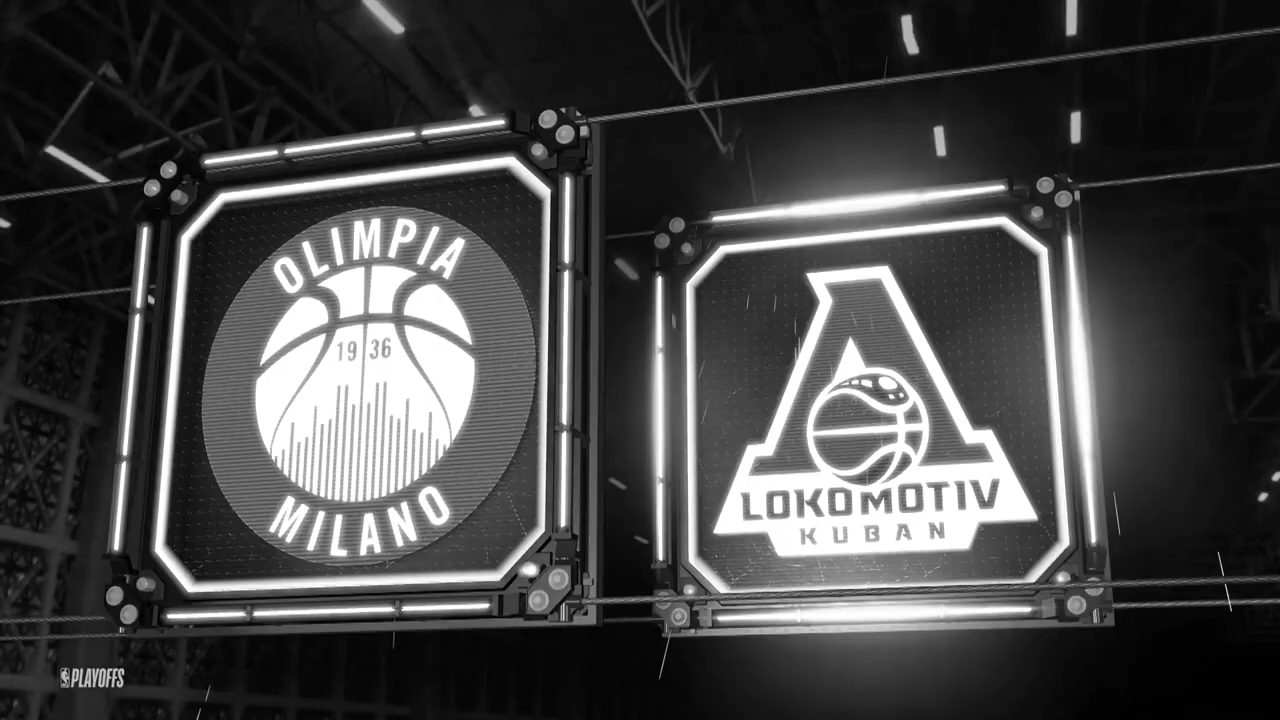 OLIMPIA
19 36
MILANO
LOKOMOTIV
KUBAN
PLAYOFFS